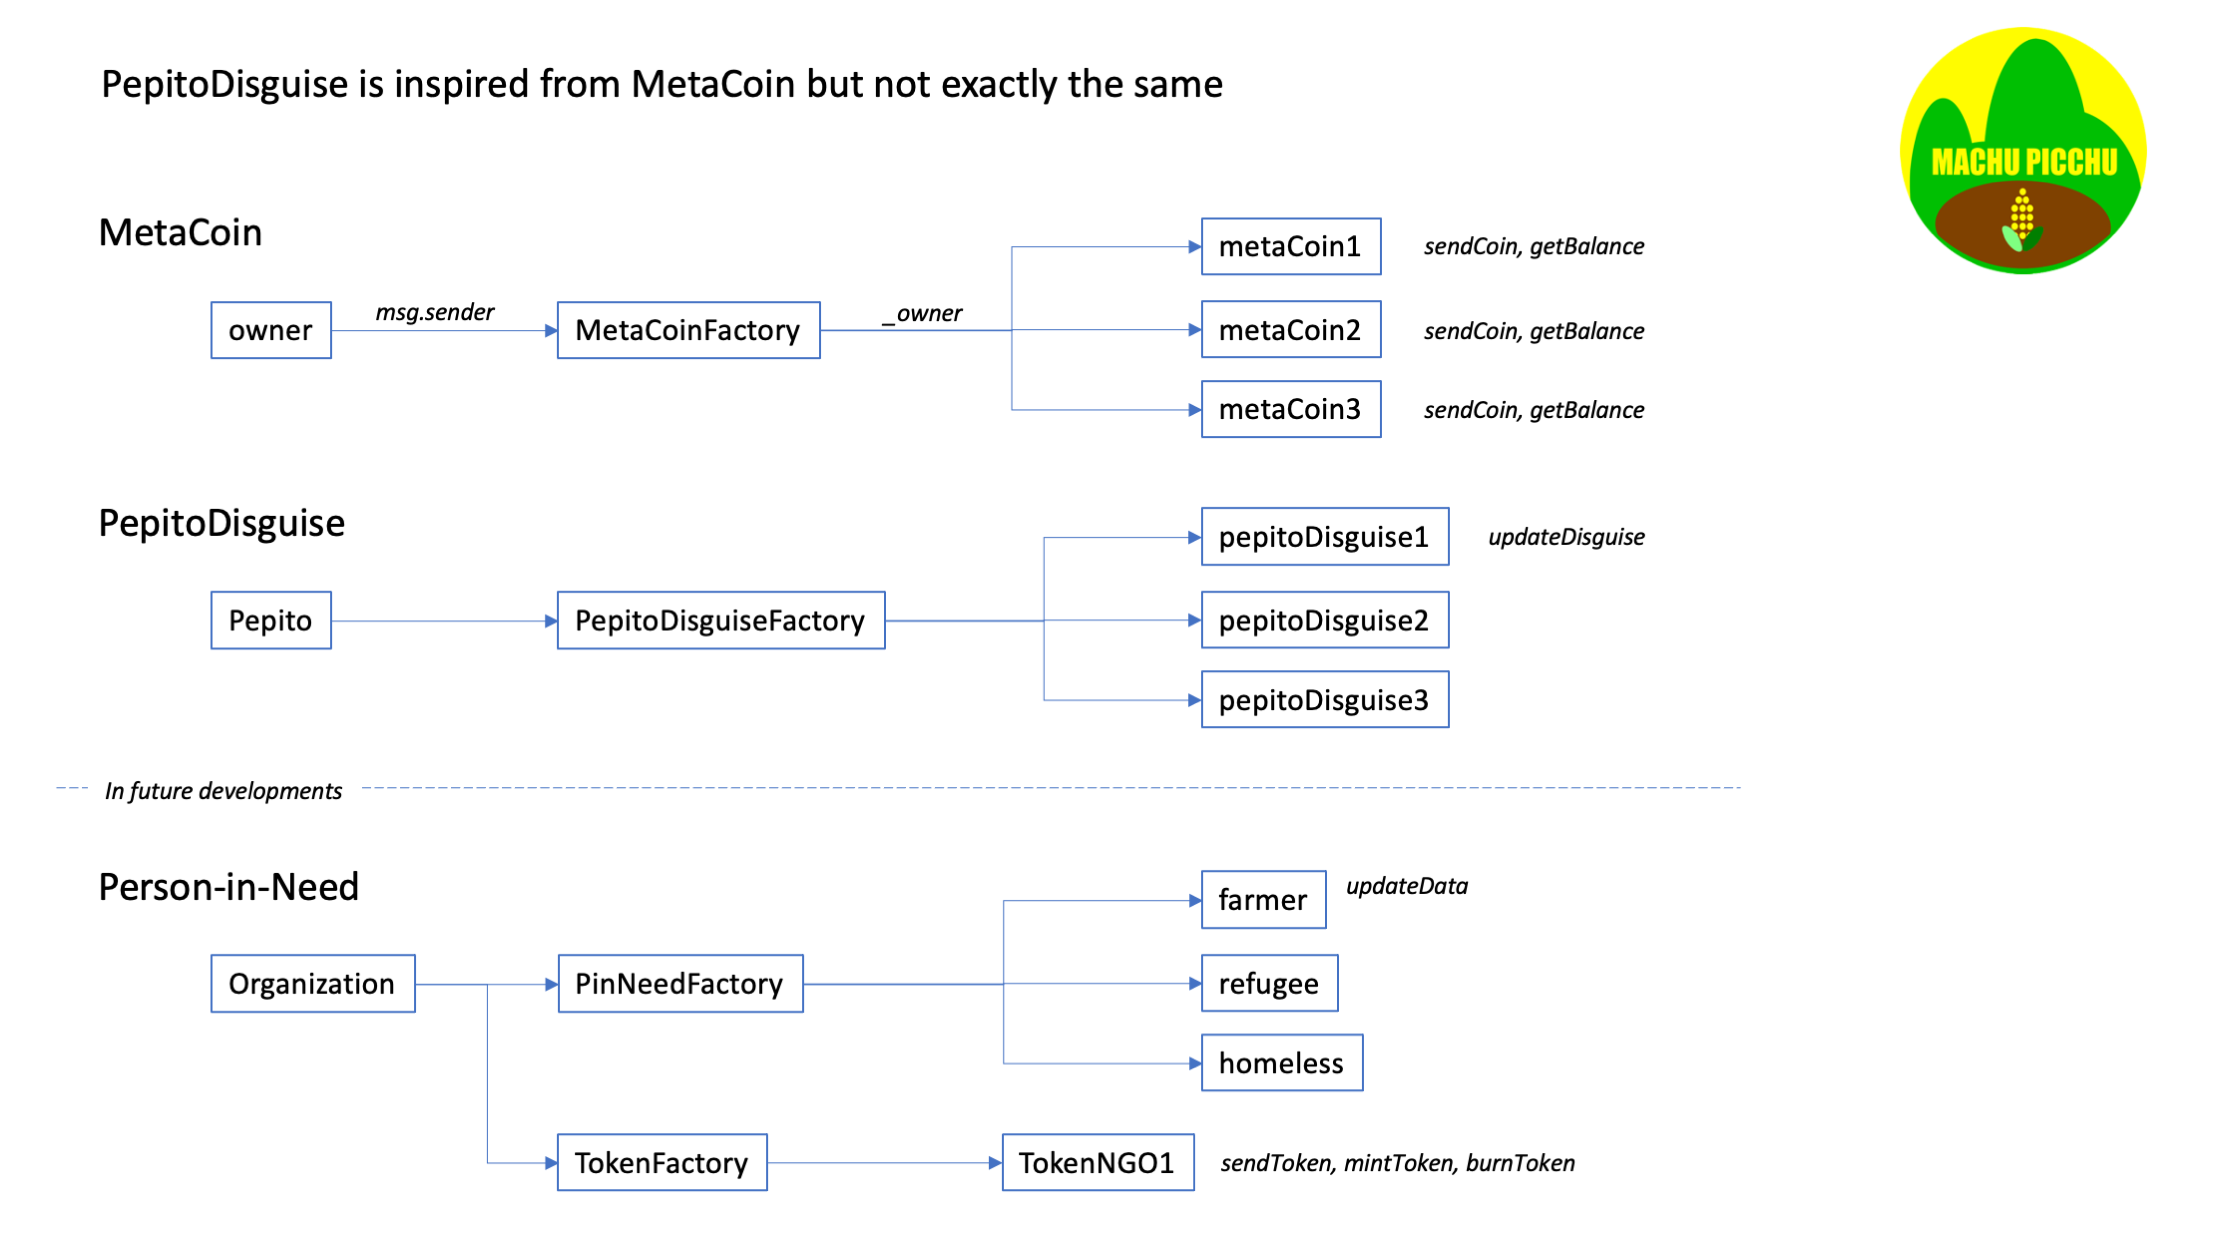 PepitoDisguise is inspired from MetaCoin but not exactly the same
MACHU PICCHU
MetaCoin
owner
msg.sender
MetaCoinFactory
_owner
metaCoin1
sendCoin, getBalance
metaCoin2
sendCoin, getBalance
metaCoin3
sendCoin, getBalance
PepitoDisguise
Pepito
PepitoDisguiseFactory
pepitoDisguise1
updateDisguise
pepitoDisguise2
pepitoDisguise3
In future developments
Person-in-Need
Organization
PinNeedFactory
farmer
updateData
refugee
homeless
TokenFactory
TokenNGO1
sendToken, mintToken, burnToken